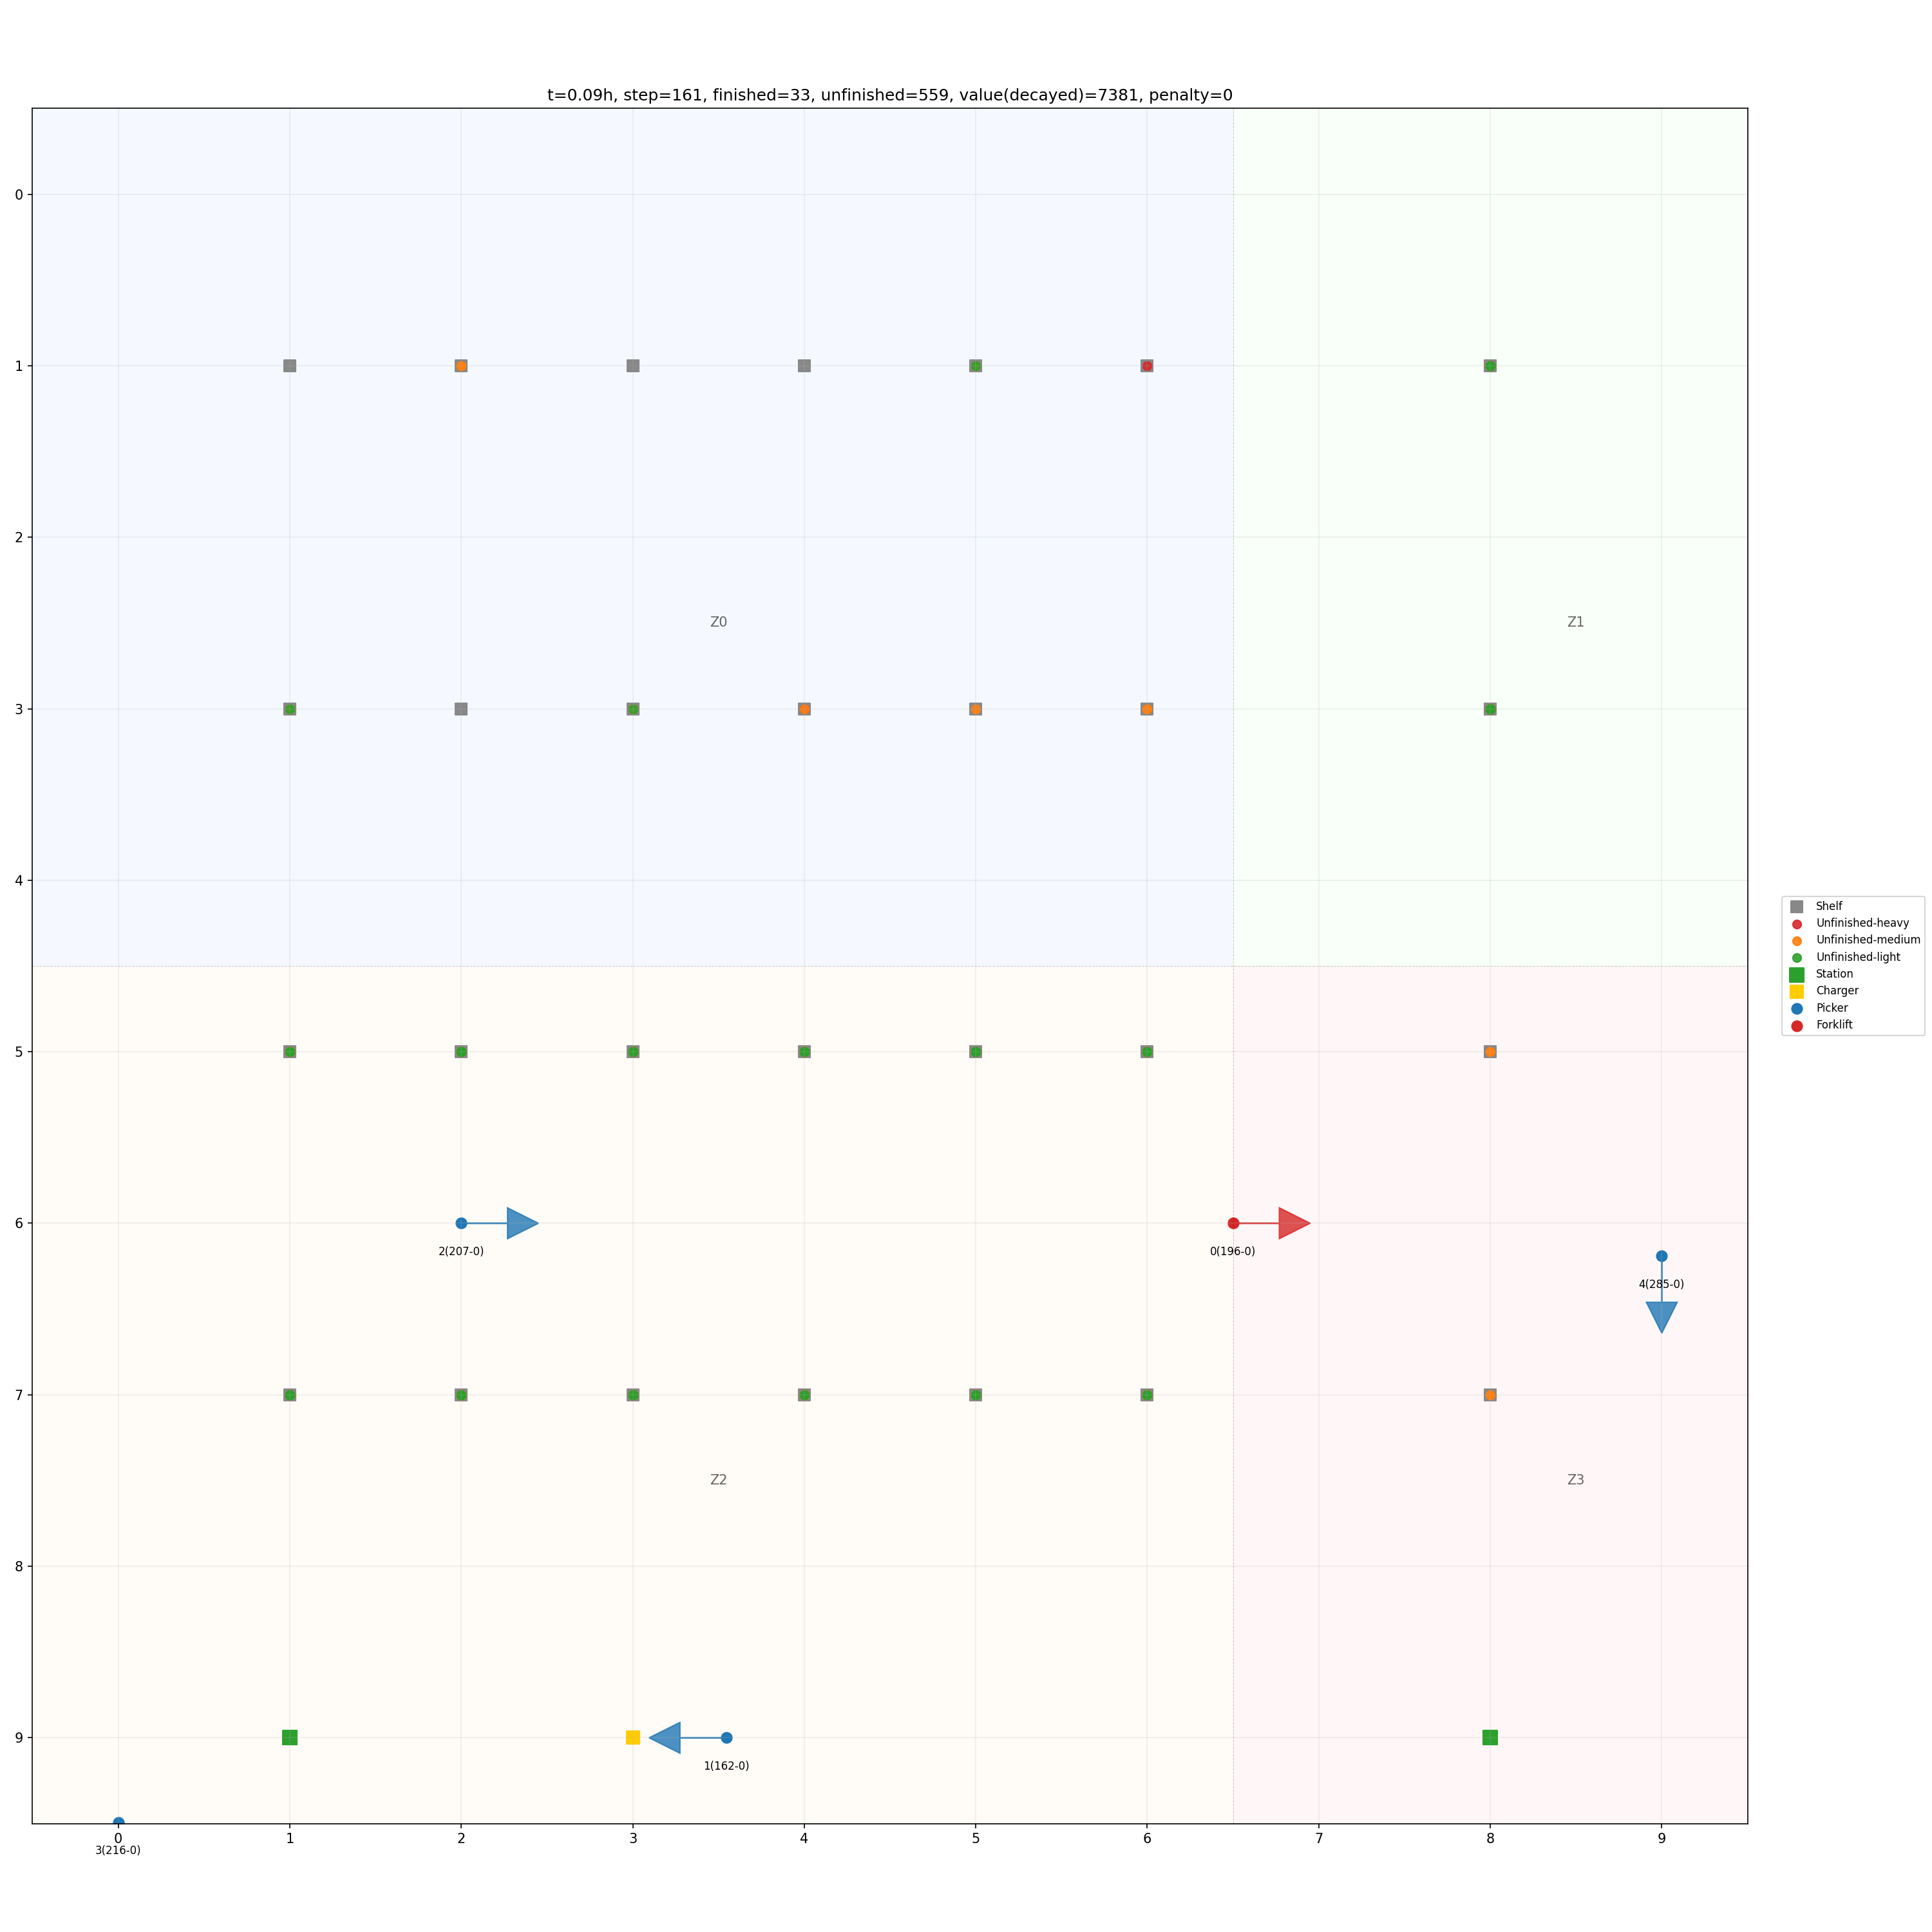 t=0.09h, step=161, finished=33, unfinished=559, value(decayed)=7381, penalty=0
0
1
2
Z0
Z1
3
4
Shelf
Unfinished-heavy
Unfinished-medium
Unfinished-light
Station
Charger
Picker
Forklift
5
6
2(207-0)
0(196-0)
4(285-0)
7
Z2
Z3
8
9
1(162-0)
0 1 2 3 4 5 6 7 8 9
3(216-0)